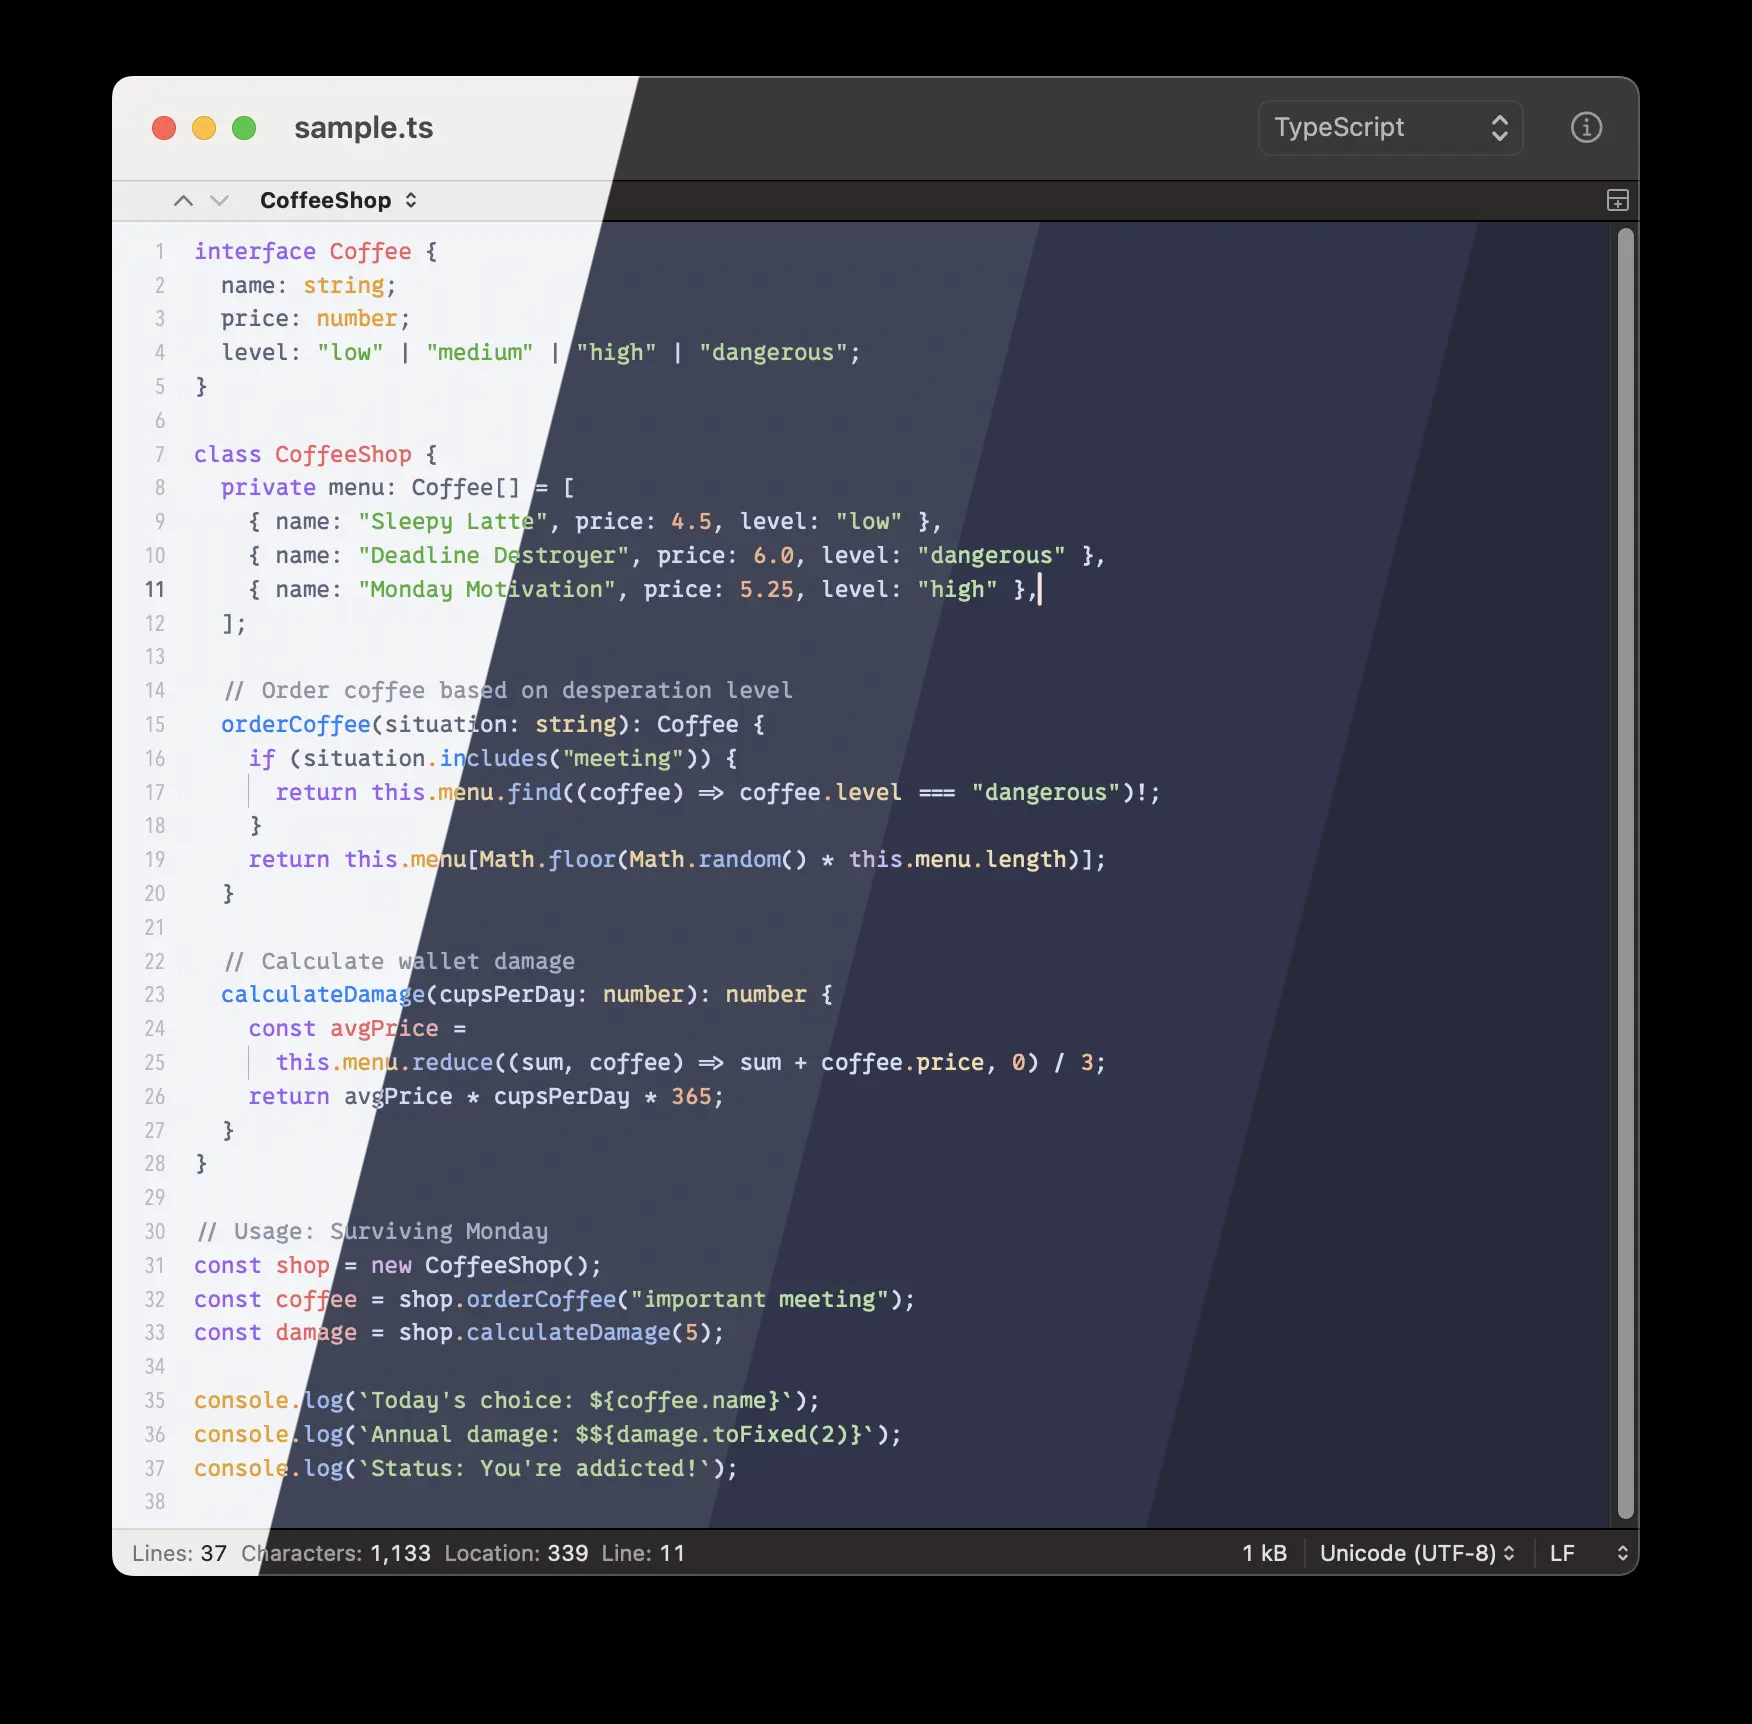 sample.ts
TypeScript
CoffeeShop
1 interface Coffee {
2   name: string;
3   price: number;
4   level: "low" | "medium" | "high" | "dangerous";
5 }
6
7 class CoffeeShop {
8   private menu: Coffee[] = [
9     { name: "Sleepy Latte", price: 4.5, level: "low" },
10     { name: "Deadline Destroyer", price: 6.0, level: "dangerous" },
11     { name: "Monday Motivation", price: 5.25, level: "high" },
12   ];
13
14   // Order coffee based on desperation level
15   orderCoffee(situation: string): Coffee {
16     if (situation.includes("meeting")) {
17       return this.menu.find((coffee) => coffee.level === "dangerous")!;
18     }
19     return this.menu[Math.floor(Math.random() * this.menu.length)];
20   }
21
22   // Calculate wallet damage
23   calculateDamage(cupsPerDay: number): number {
24     const avgPrice =
25       this.menu.reduce((sum, coffee) => sum + coffee.price, 0) / 3;
26     return avgPrice * cupsPerDay * 365;
27   }
28 }
29
30 // Usage: Surviving Monday
31 const shop = new CoffeeShop();
32 const coffee = shop.orderCoffee("important meeting");
33 const damage = shop.calculateDamage(5);
34
35 console.log(`Today's choice: ${coffee.name}`);
36 console.log(`Annual damage: $${damage.toFixed(2)}`);
37 console.log(`Status: You're addicted!`);
38
Lines: 37 Characters: 1,133 Location: 339 Line: 11 1 kB Unicode (UTF-8) LF